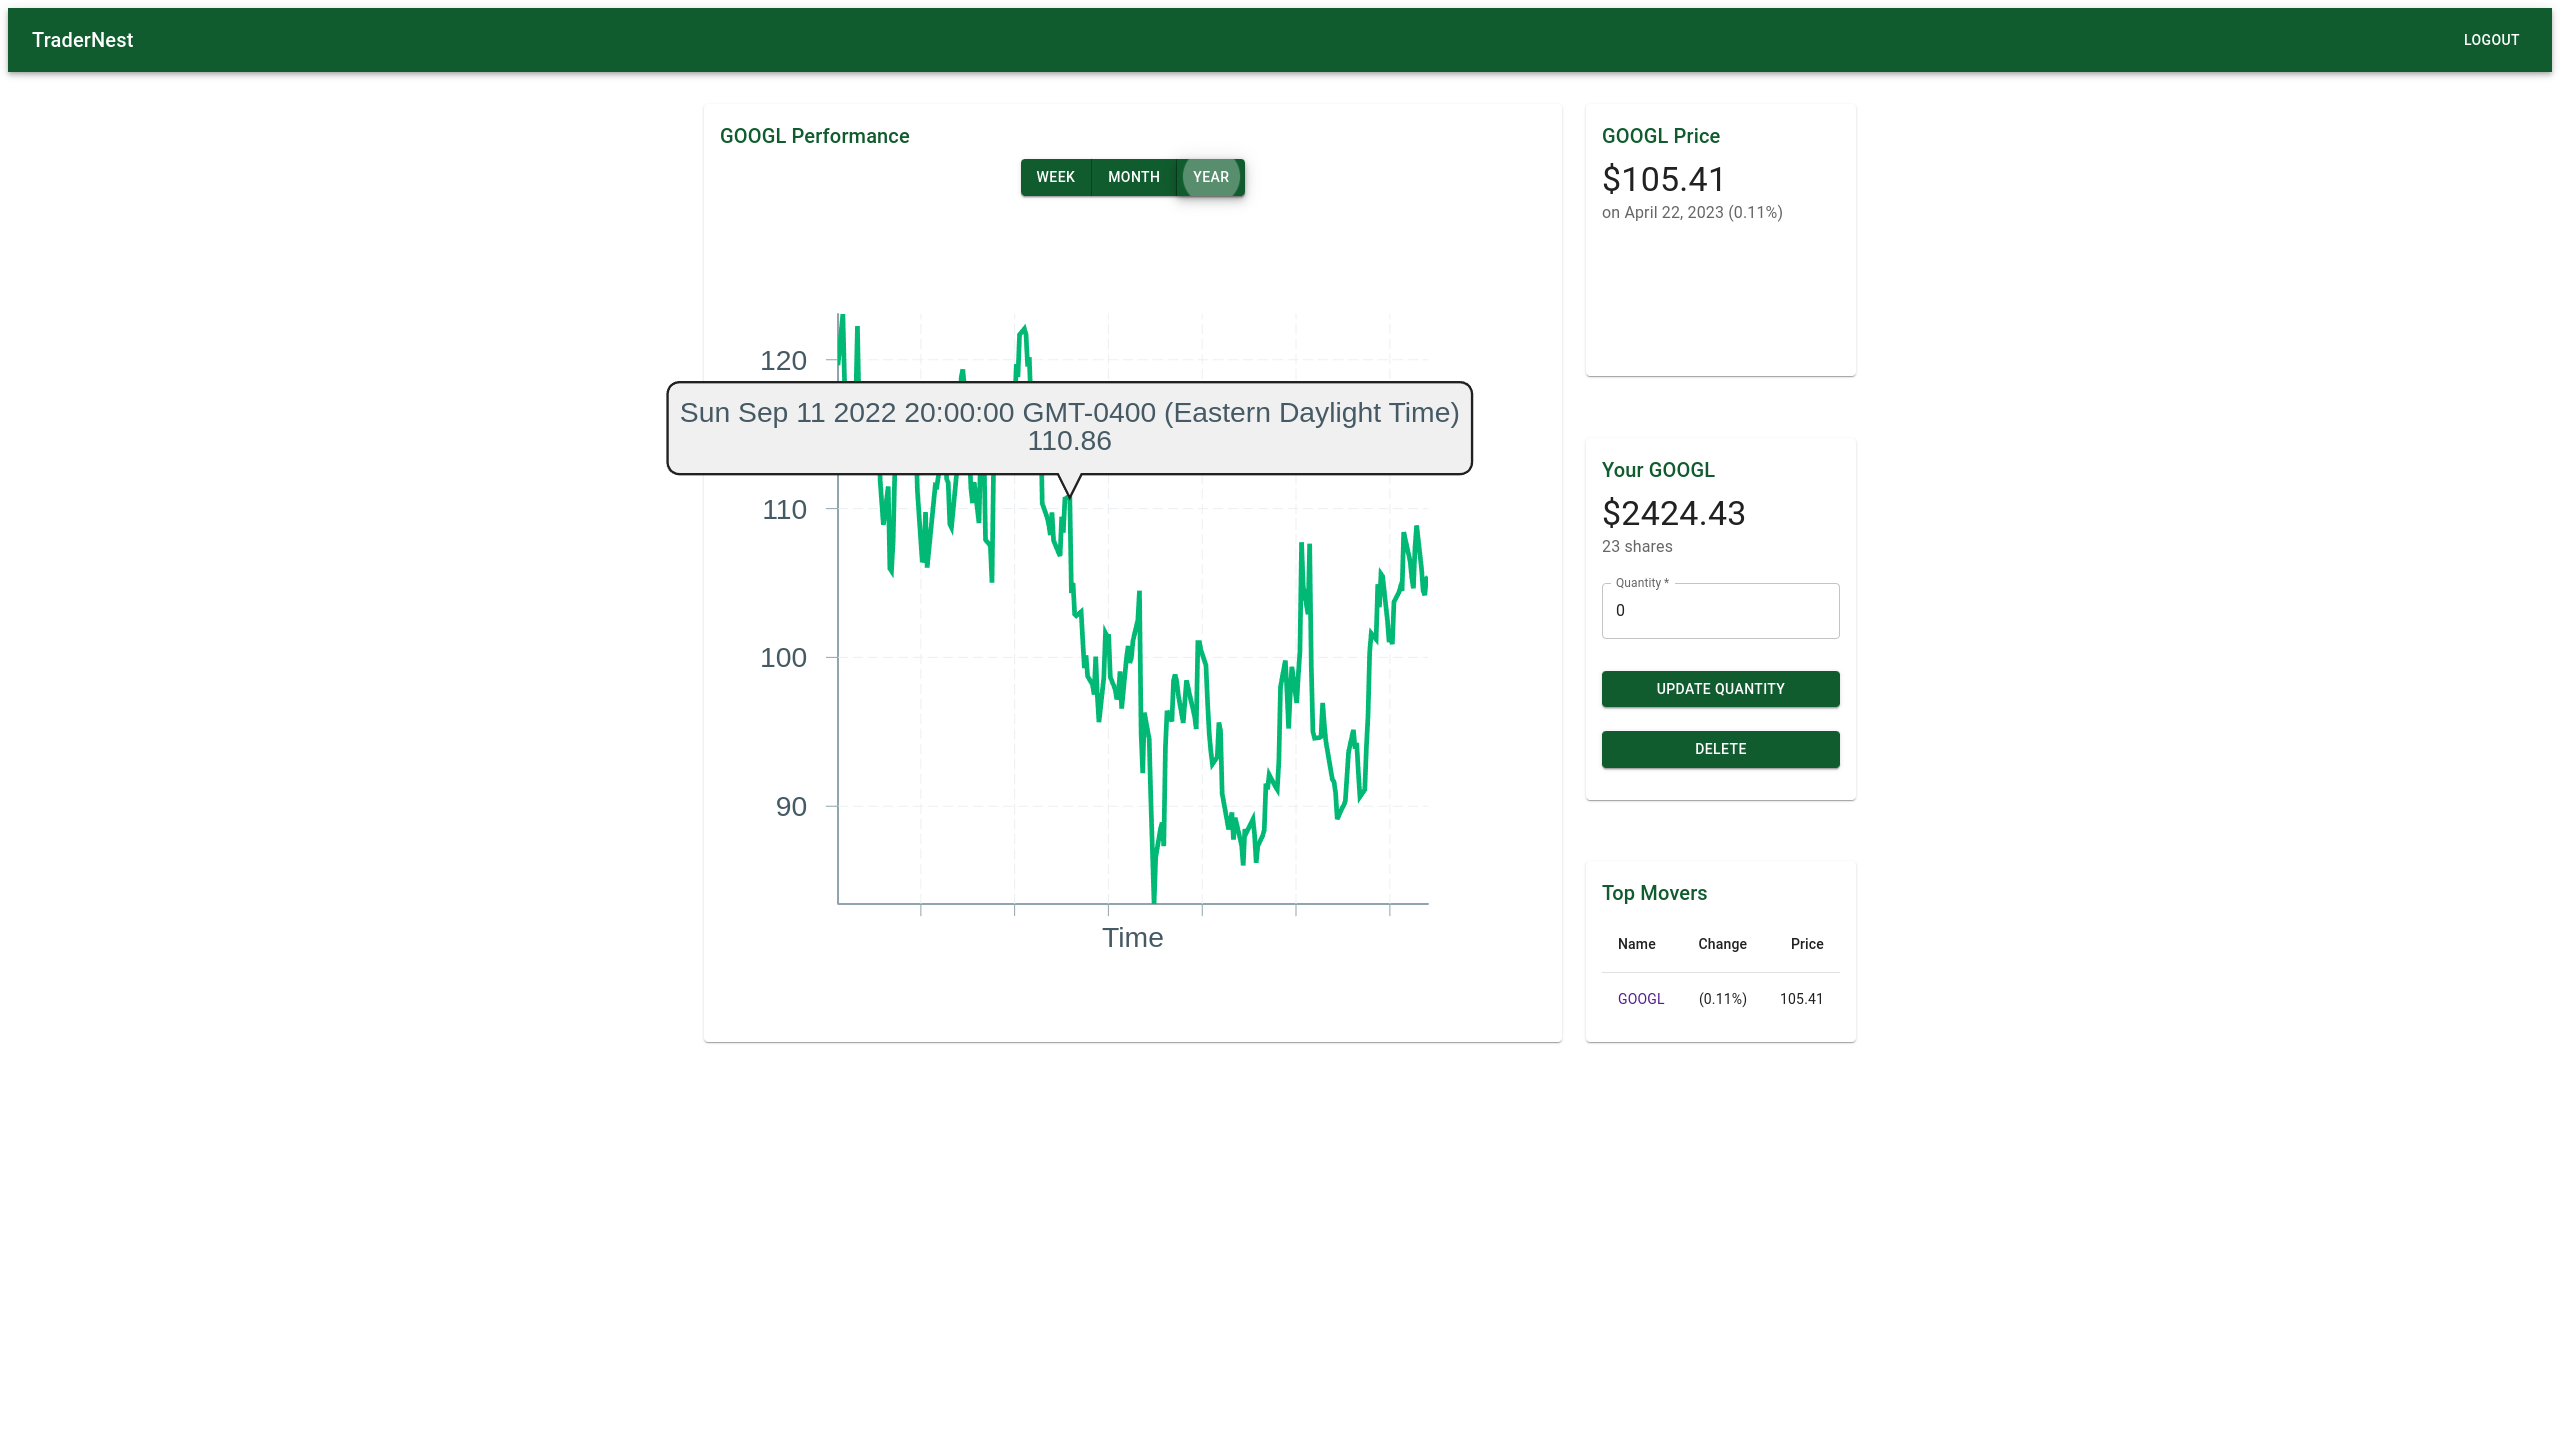 TraderNest
LOGOUT
GOOGL Performance
WEEK MONTH YEAR
120
Sun Sep 11 2022 20:00:00 GMT-0400 (Eastern Daylight Time)
110.86
110
100
90
Time
GOOGL Price
$105.41
on April 22, 2023 (0.11%)
Your GOOGL
$2424.43
23 shares
Quantity *
0
UPDATE QUANTITY
DELETE
Top Movers
Name Change Price
GOOGL (0.11%) 105.41